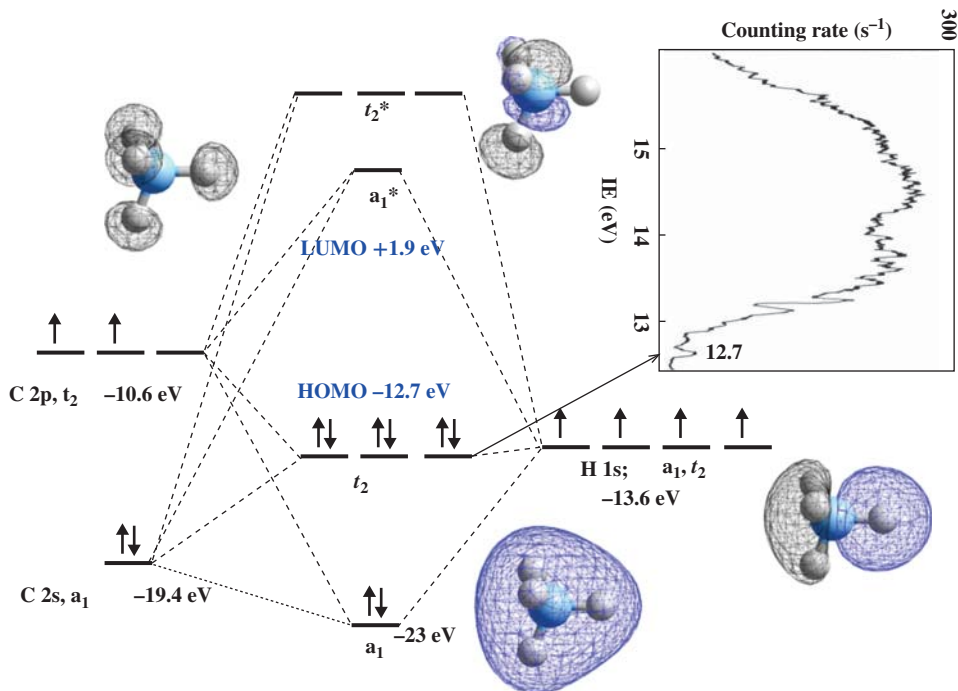 Counting rate (s⁻¹)
300
t₂*
15
a₁*
IE (eV)
14
LUMO +1.9 eV
13
12.7
C 2p, t₂ −10.6 eV
HOMO −12.7 eV
t₂
H 1s; a₁, t₂
−13.6 eV
C 2s, a₁ −19.4 eV
a₁ −23 eV